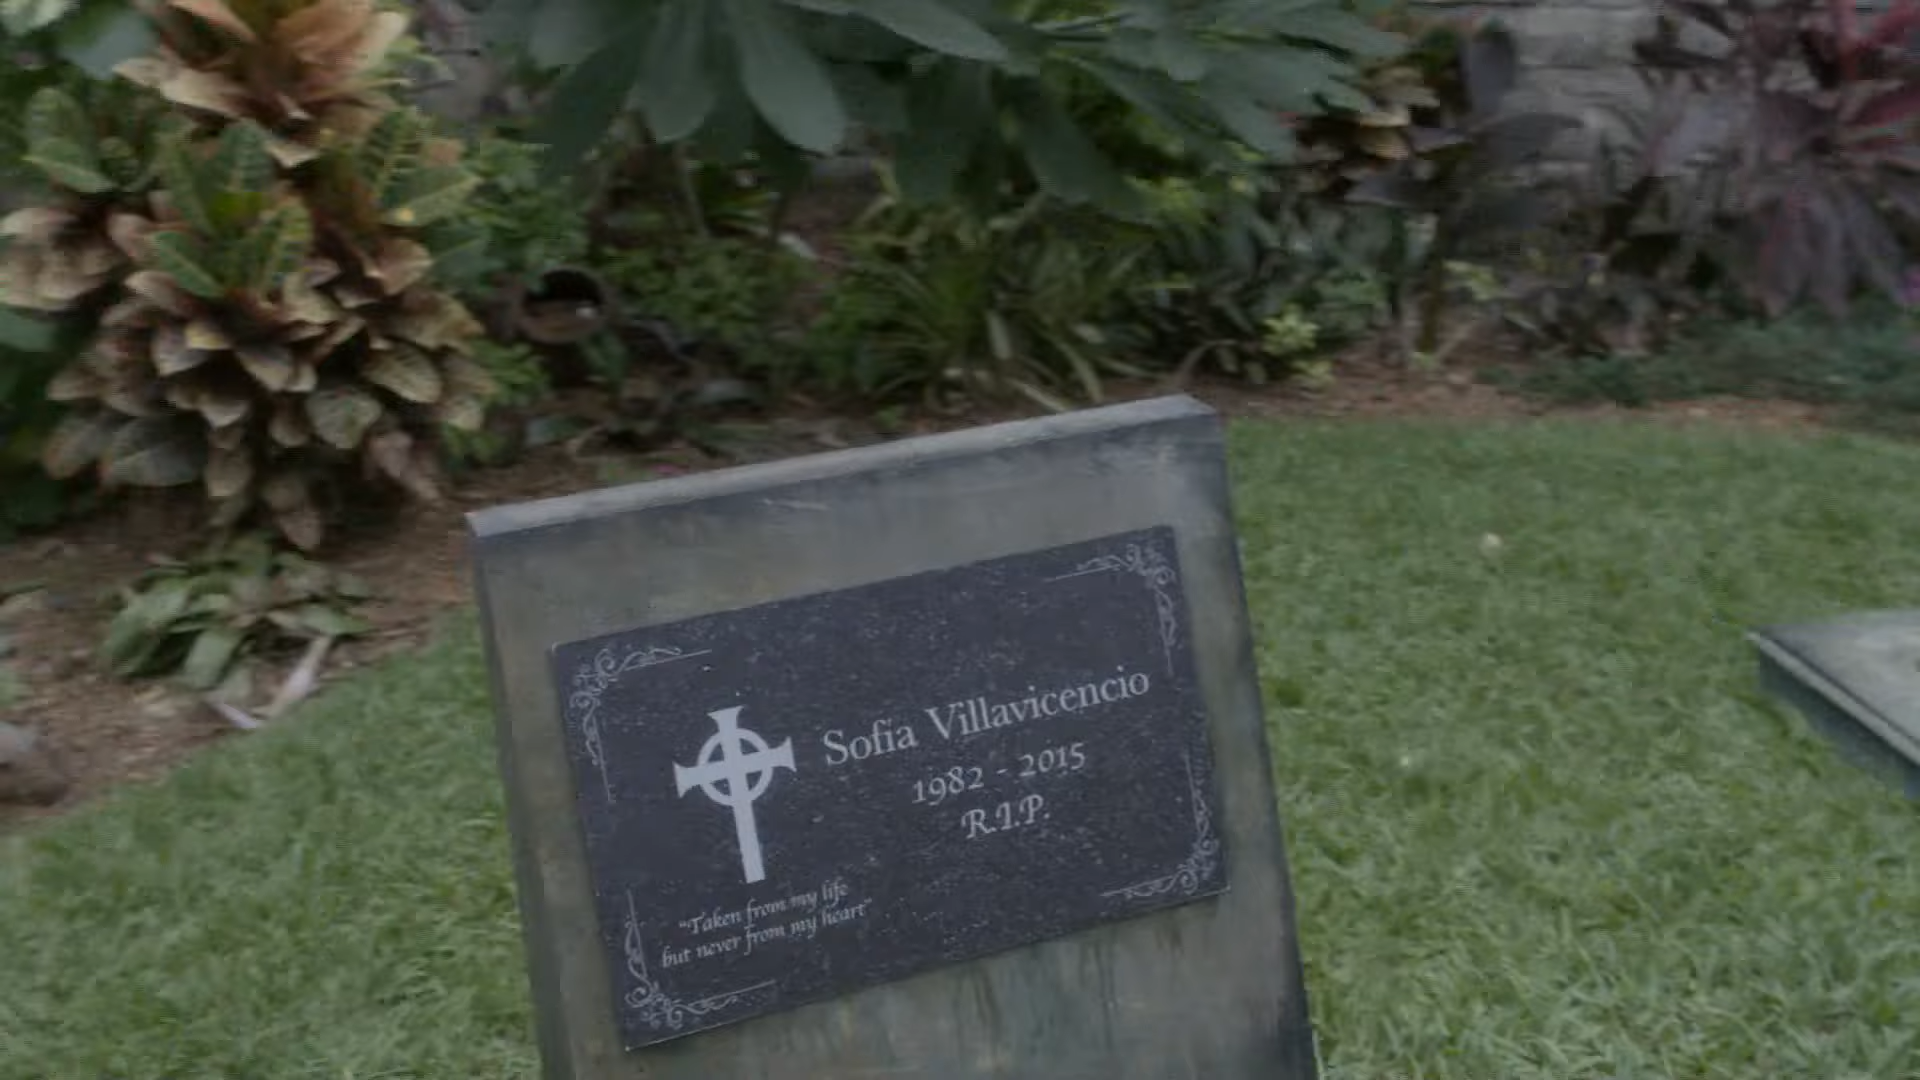 Sofia Villavicencio
1982 - 2015
R.I.P.
"Taken from my life
but never from my heart"